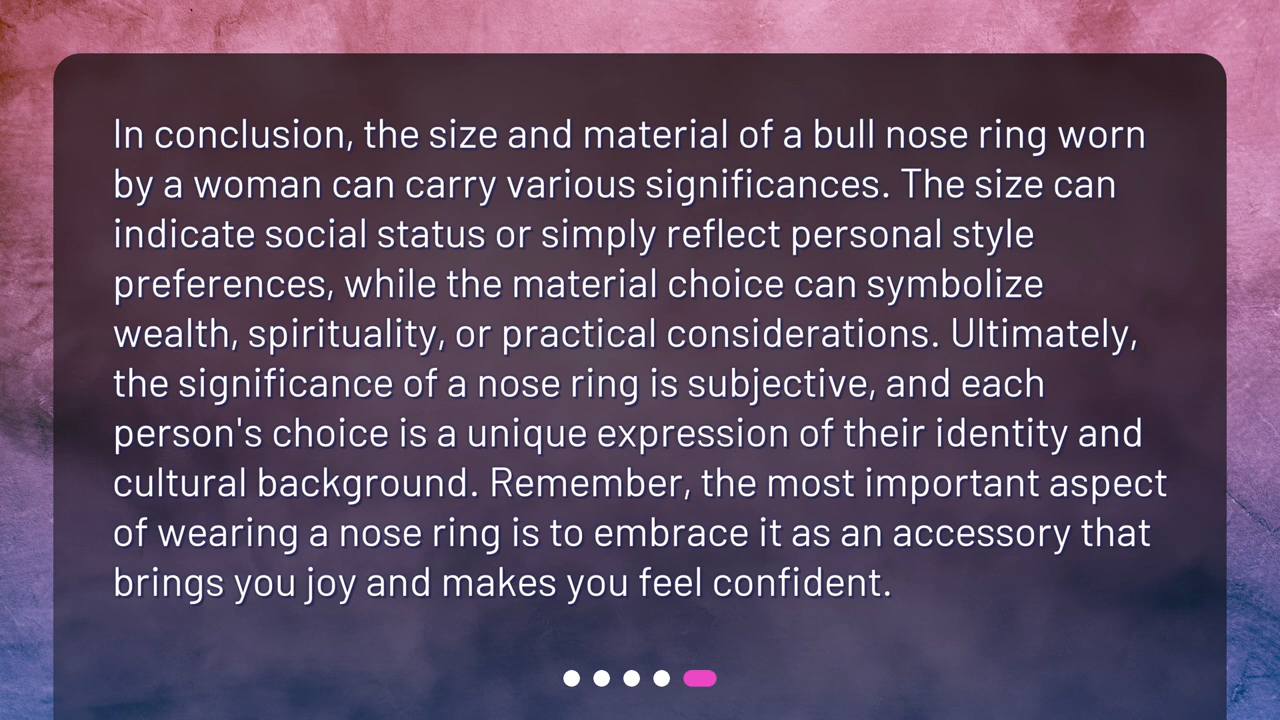 In conclusion, the size and material of a bull nose ring worn
by a woman can carry various significances. The size can
indicate social status or simply reflect personal style
preferences, while the material choice can symbolize
wealth, spirituality, or practical considerations. Ultimately,
the significance of a nose ring is subjective, and each
person's choice is a unique expression of their identity and
cultural background. Remember, the most important aspect
of wearing a nose ring is to embrace it as an accessory that
brings you joy and makes you feel confident.